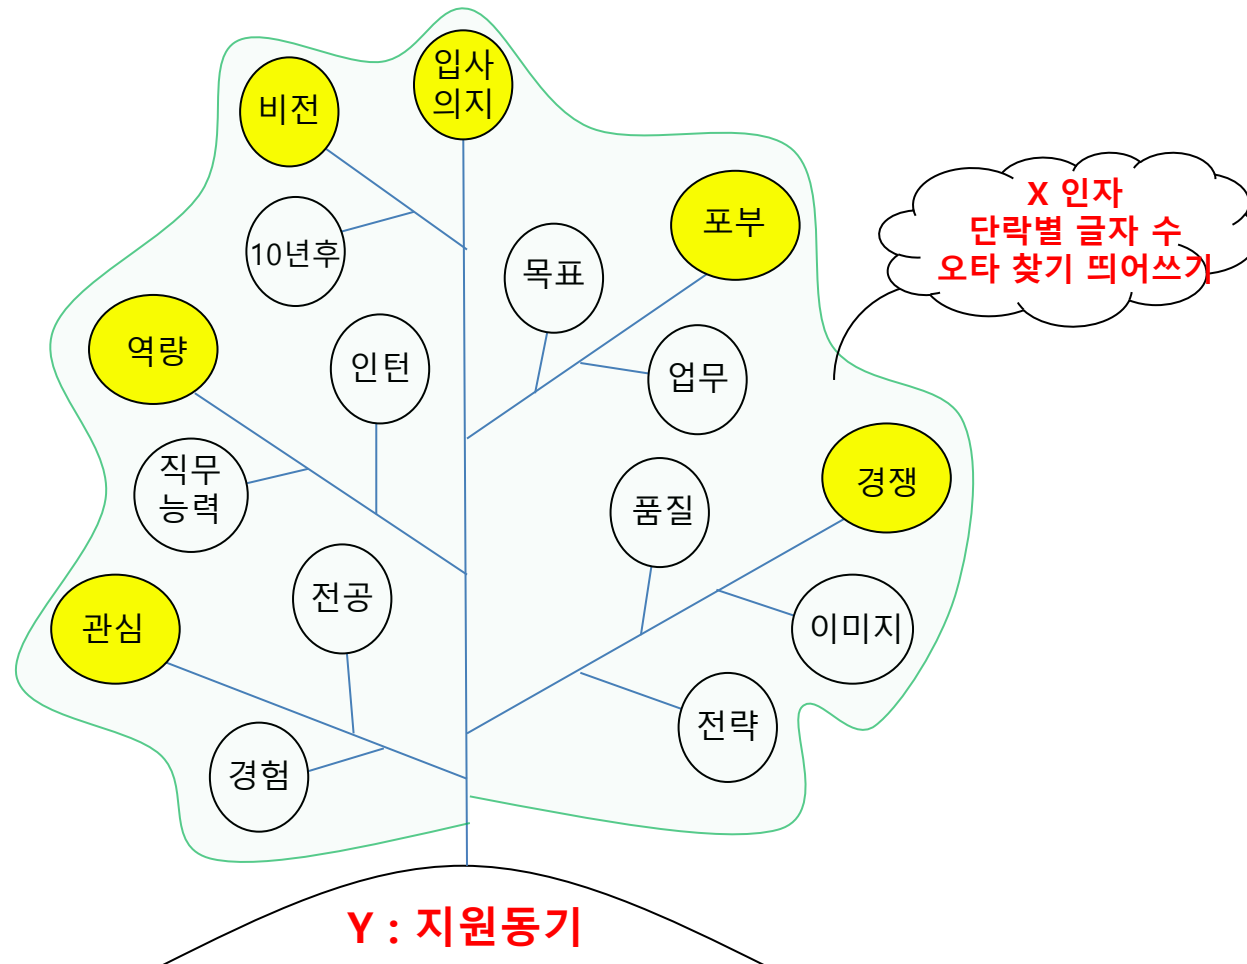 입사
의지
비전
10년후
포부
목표
업무
역량
인턴
직무
능력
경쟁
품질
이미지
전략
관심
전공
경험
X 인자
단락별 글자 수
오타 찾기 띄어쓰기
Y : 지원동기